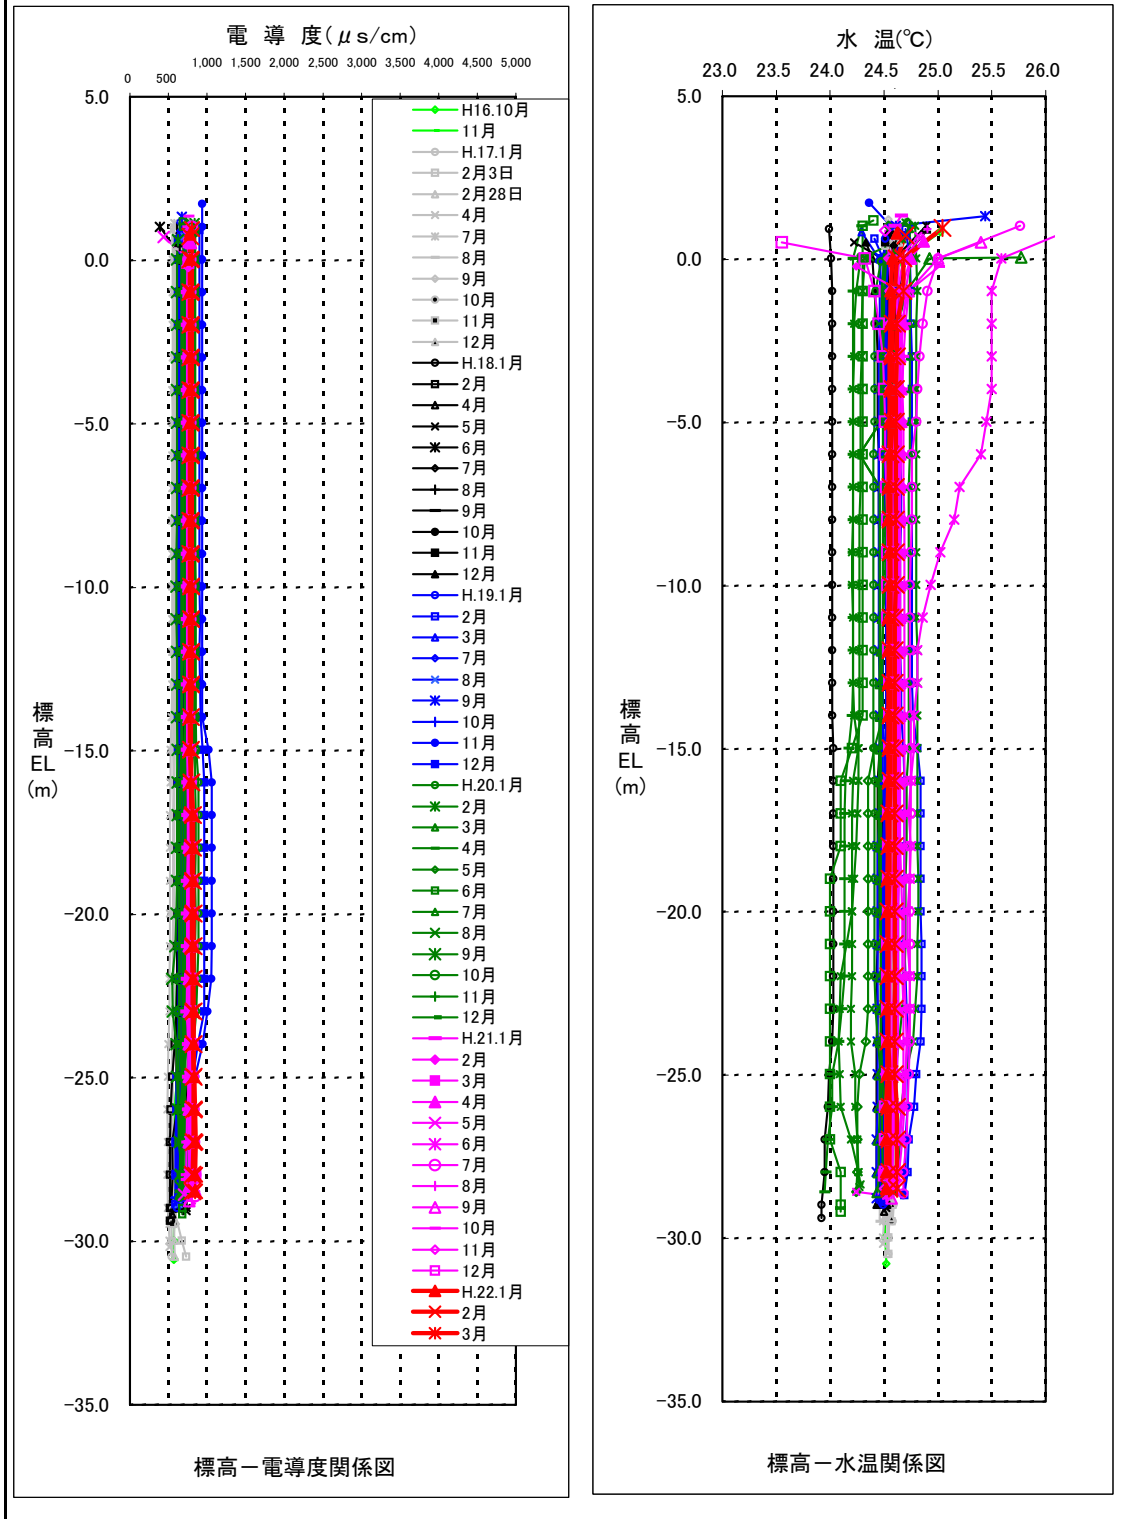 電 導 度(μs/cm)
0 500 1,000 1,500 2,000 2,500 3,000 3,500 4,000 4,500 5,000
5.0
0.0
-5.0
-10.0
-15.0
-20.0
-25.0
-30.0
-35.0
標高EL(m)
H16.10月
11月
H.17.1月
2月3日
2月28日
4月
7月
8月
9月
10月
11月
12月
H.18.1月
2月
4月
5月
6月
7月
8月
9月
10月
11月
12月
H.19.1月
2月
3月
7月
8月
9月
10月
11月
12月
H.20.1月
2月
3月
4月
5月
6月
7月
8月
9月
10月
11月
12月
H.21.1月
2月
3月
4月
5月
6月
7月
8月
9月
10月
11月
12月
H.22.1月
2月
3月
標高－電導度関係図
水 温(℃)
23.0 23.5 24.0 24.5 25.0 25.5 26.0
5.0
0.0
-5.0
-10.0
-15.0
-20.0
-25.0
-30.0
-35.0
標高EL(m)
標高－水温関係図